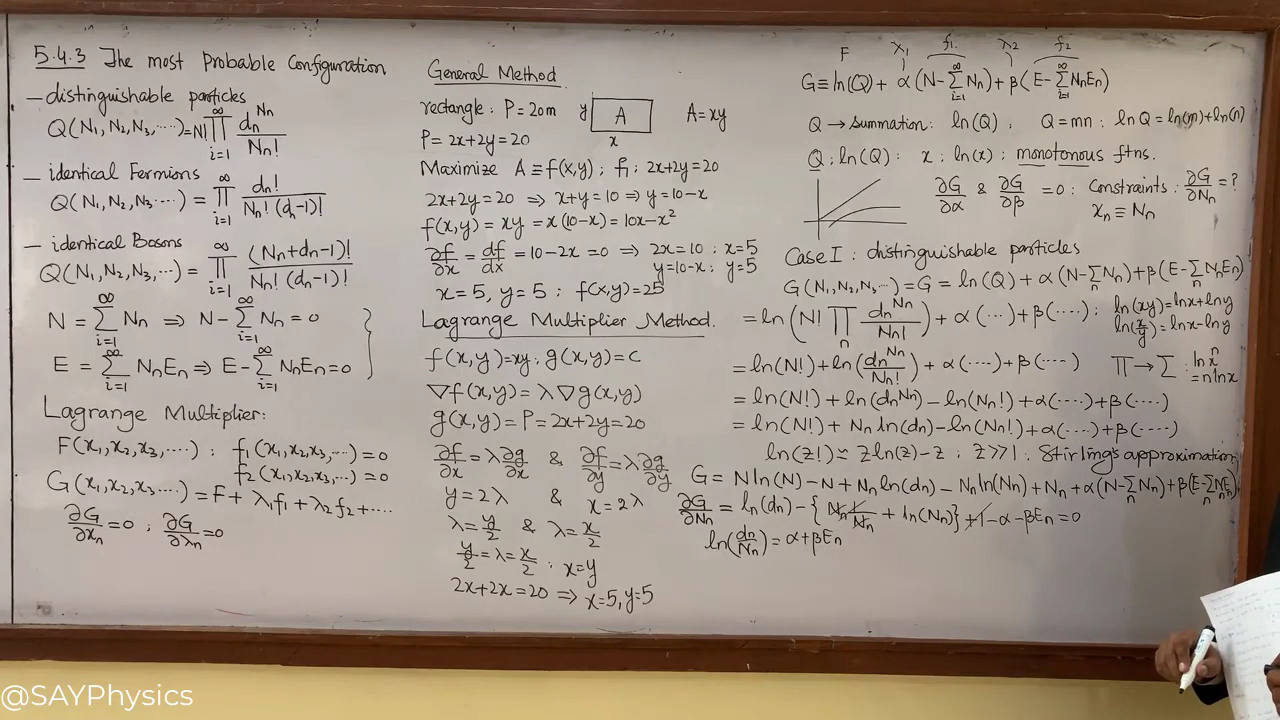 5.4.3 The most Probable Configuration
– distinguishable particles
Q(N₁, N₂, N₃, ....) = N! ∏_{i=1}^{∞} dₙ^{Nₙ} / Nₙ!
– identical Fermions
Q(N₁, N₂, N₃ ....) = ∏_{i=1}^{∞} dₙ! / Nₙ! (dₙ-1)!
– identical Bosons
Q(N₁, N₂, N₃, ...) = ∏_{i=1}^{∞} (Nₙ+dₙ-1)! / Nₙ! (dₙ-1)!
N = ∑_{i=1}^{∞} Nₙ ⇒ N - ∑_{i=1}^{∞} Nₙ = 0
E = ∑_{i=1}^{∞} NₙEₙ ⇒ E - ∑_{i=1}^{∞} NₙEₙ = 0 }
Lagrange Multiplier:
F(x₁, x₂, x₃, ....) ; f₁(x₁, x₂, x₃, ...) = 0
f₂(x₁, x₂, x₃, ...) = 0
G(x₁, x₂, x₃ ....) = F + λ₁f₁ + λ₂f₂ + ....
∂G/∂xₙ = 0 ; ∂G/∂λₙ = 0
General Method
rectangle: P = 20m y A x A = xy
P = 2x+2y = 20
Maximize A ≡ f(x,y) ; f₁ ; 2x+2y = 20
2x+2y = 20 ⇒ x+y = 10 ⇒ y = 10-x
f(x,y) = xy = x(10-x) = 10x-x²
∂f/∂x = df/dx = 10-2x = 0 ⇒ 2x = 10 ; x = 5
y = 10-x ; y = 5
x = 5, y = 5 ; f(x,y) = 25
Lagrange Multiplier Method.
f(x,y) = xy ; g(x,y) = c
∇f(x,y) = λ∇g(x,y)
g(x,y) = P = 2x+2y = 20
∂f/∂x = λ ∂g/∂x & ∂f/∂y = λ ∂g/∂y
y = 2λ & x = 2λ
λ = y/2 & λ = x/2
y/2 = λ = x/2 ; x = y
2x+2x = 20 ⇒ x = 5, y = 5
F λ₁ f₁ λ₂ f₂
G ≡ ln(Q) + α(N - ∑_{i=1}^{∞} Nₙ) + β(E - ∑_{i=1}^{∞} NₙEₙ)
Q → Summation: ln(Q) , Q = mn : ln Q = ln(m)+ln(n)
Q ; ln(Q) : x ; ln(x) ; monotonous ftns.
∂G/∂α & ∂G/∂β = 0 : Constraints : ∂G/∂Nₙ = ?
xₙ ≡ Nₙ
Case I : distinguishable particles
G(N₁, N₂, N₃ ...) = G = ln(Q) + α(N - ∑ₙ Nₙ) + β(E - ∑ₙ NₙEₙ)
= ln(N! ∏ₙ dₙ^{Nₙ} / Nₙ!) + α(...) + β(....) ; ln(xy) = lnx+lny
ln(x/y) = lnx-lny
= ln(N!) + ln(dₙ^{Nₙ} / Nₙ!) + α(....) + β(....) ∏ → ∑ : ln xⁿ
= n lnx
= ln(N!) + ln(dₙ^{Nₙ}) - ln(Nₙ!) + α(....) + β(....)
= ln(N!) + Nₙ ln(dₙ) - ln(Nₙ!) + α(....) + β(....)
ln(z!) ≃ z ln(z) - z ; z>>1 ; Stirling's approximation
G = N ln(N) - N + Nₙ ln(dₙ) - Nₙ ln(Nₙ) + Nₙ + α(N - ∑ₙ Nₙ) + β(E - ∑ₙ NₙEₙ)
∂G/∂Nₙ = ln(dₙ) - {Nₙ 1/Nₙ + ln(Nₙ)} + 1 - α - βEₙ = 0
ln(dₙ/Nₙ) = α + βEₙ
@SAYPhysics